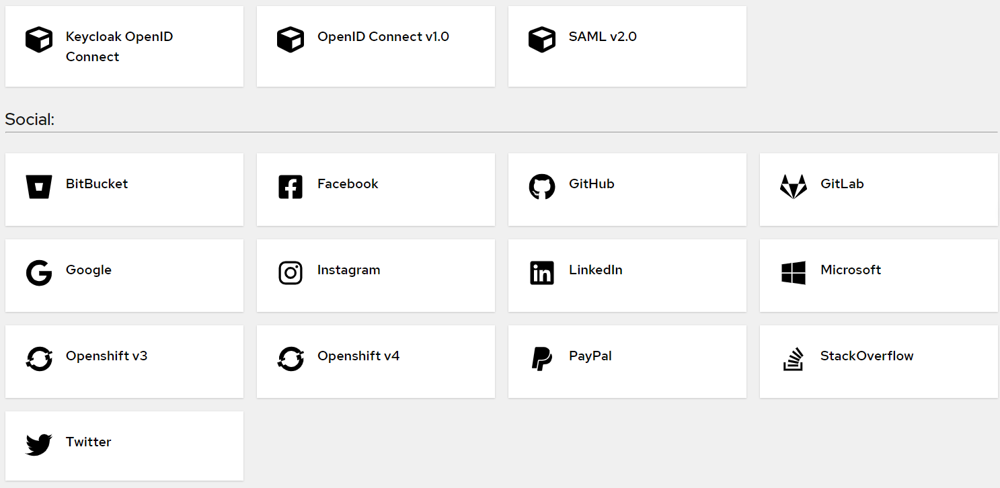 Keycloak OpenID
Connect
OpenID Connect v1.0
SAML v2.0
Social:
BitBucket
Facebook
GitHub
GitLab
Google
Instagram
LinkedIn
Microsoft
Openshift v3
Openshift v4
PayPal
StackOverflow
Twitter